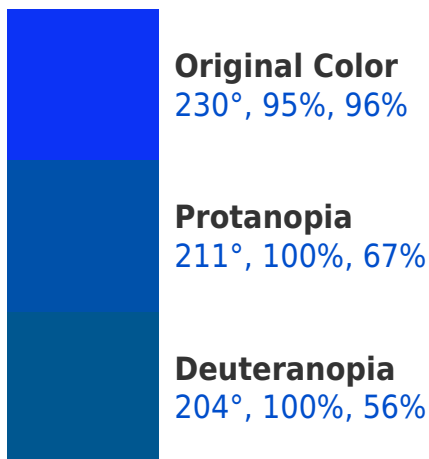 Original Color
230°, 95%, 96%
Protanopia
211°, 100%, 67%
Deuteranopia
204°, 100%, 56%